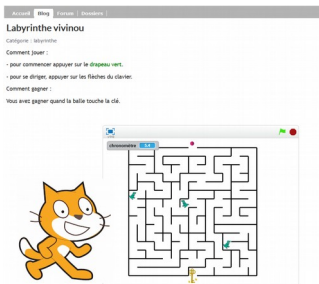 Accueil Blog Forum Dossiers
Labyrinthe vivinou
Catégorie : labyrinthe
Comment jouer :
- pour commencer appuyer sur le drapeau vert.
- pour se diriger, appuyer sur les flèches du clavier.
Comment gagner :
Vous avez gagner quand la balle touche la clé.
chronomètre